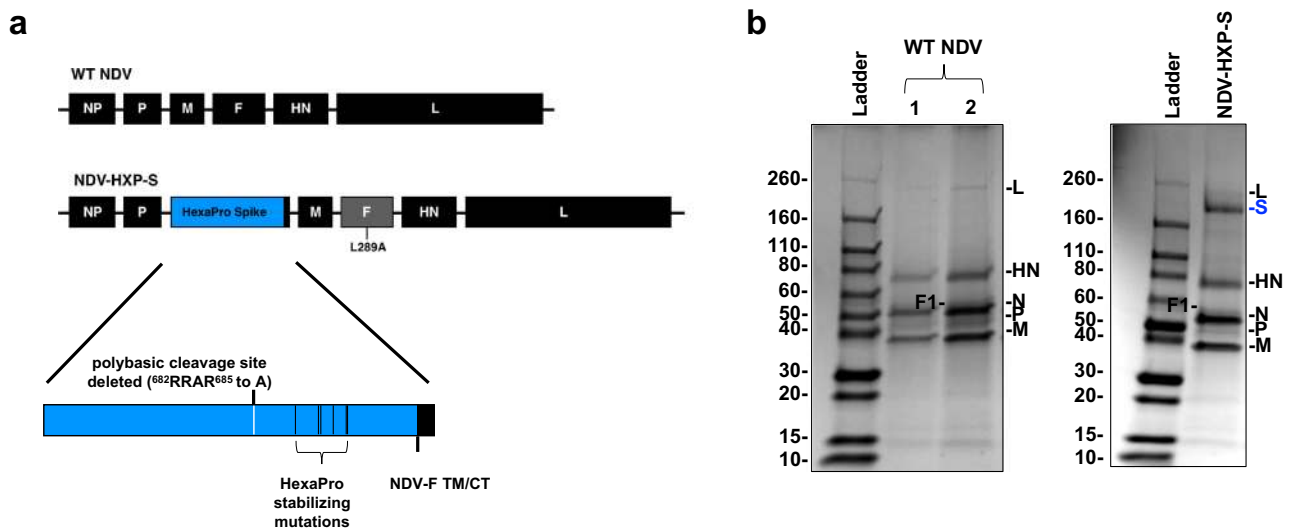 a
WT NDV
NP P M F HN L
NDV-HXP-S
NP P HexaPro Spike M F HN L
L289A
polybasic cleavage site
deleted (⁶⁸²RRAR⁶⁸⁵ to A)
HexaPro
stabilizing
mutations
NDV-F TM/CT
b
WT NDV
Ladder
1 2
260-
160-
110-
80-
60-
50-
40-
30-
20-
15-
10-
-L
-HN
F1-
-N
-P
-M
Ladder
NDV-HXP-S
260-
160-
110-
80-
60-
50-
40-
30-
20-
15-
10-
-L
-S
-HN
F1-
-N
-P
-M